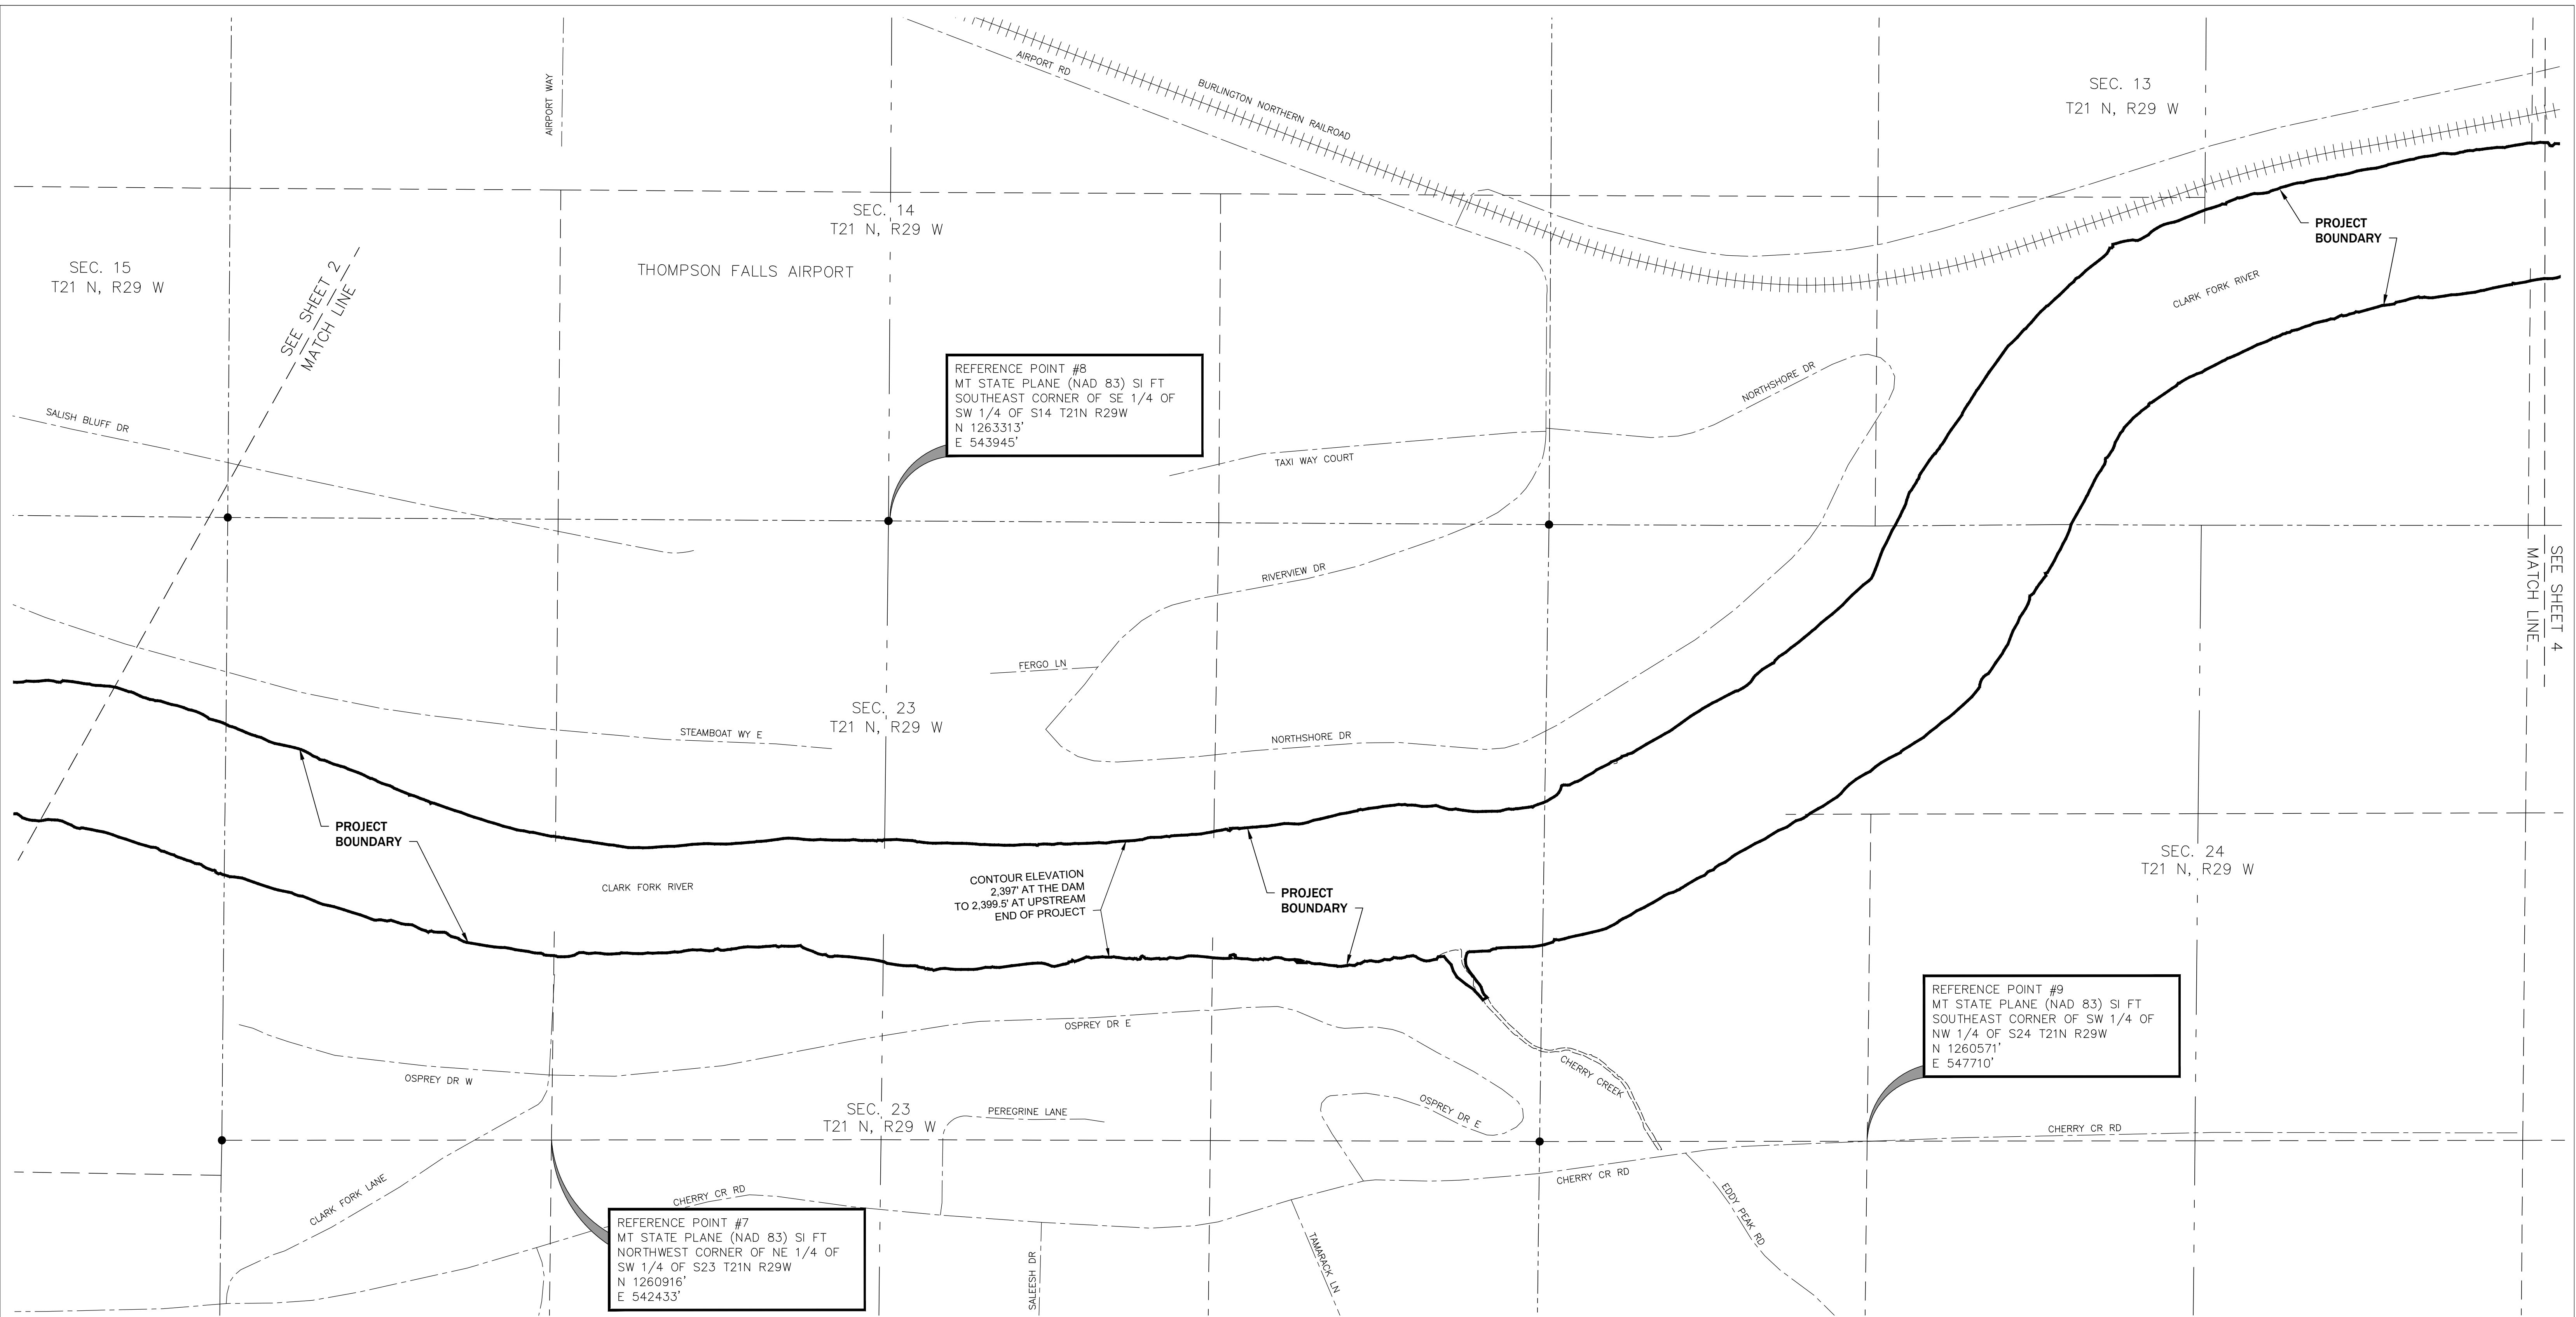 AIRPORT WAY
AIRPORT RD
BURLINGTON NORTHERN RAILROAD
SEC. 13
T21 N, R29 W
SEC. 14
T21 N, R29 W
THOMPSON FALLS AIRPORT
SEC. 15
T21 N, R29 W
SEE SHEET 2
MATCH LINE
PROJECT
BOUNDARY
CLARK FORK RIVER
REFERENCE POINT #8
MT STATE PLANE (NAD 83) SI FT
SOUTHEAST CORNER OF SE 1/4 OF
SW 1/4 OF S14 T21N R29W
N 1263313'
E 543945'
NORTHSHORE DR
SALISH BLUFF DR
TAXI WAY COURT
RIVERVIEW DR
SEE SHEET 4
MATCH LINE
FERGO LN
SEC. 23
T21 N, R29 W
STEAMBOAT WY E
NORTHSHORE DR
PROJECT
BOUNDARY
CLARK FORK RIVER
CONTOUR ELEVATION
2,397' AT THE DAM
TO 2,399.5' AT UPSTREAM
END OF PROJECT
PROJECT
BOUNDARY
SEC. 24
T21 N, R29 W
REFERENCE POINT #9
MT STATE PLANE (NAD 83) SI FT
SOUTHEAST CORNER OF SW 1/4 OF
NW 1/4 OF S24 T21N R29W
N 1260571'
E 547710'
OSPREY DR E
OSPREY DR W
CHERRY CREEK
SEC. 23
T21 N, R29 W
PEREGRINE LANE
OSPREY DR E
CHERRY CR RD
CHERRY CR RD
CLARK FORK LANE
CHERRY CR RD
EDDY PEAK RD
REFERENCE POINT #7
MT STATE PLANE (NAD 83) SI FT
NORTHWEST CORNER OF NE 1/4 OF
SW 1/4 OF S23 T21N R29W
N 1260916'
E 542433'
SALEESH DR
TAMARACK LN